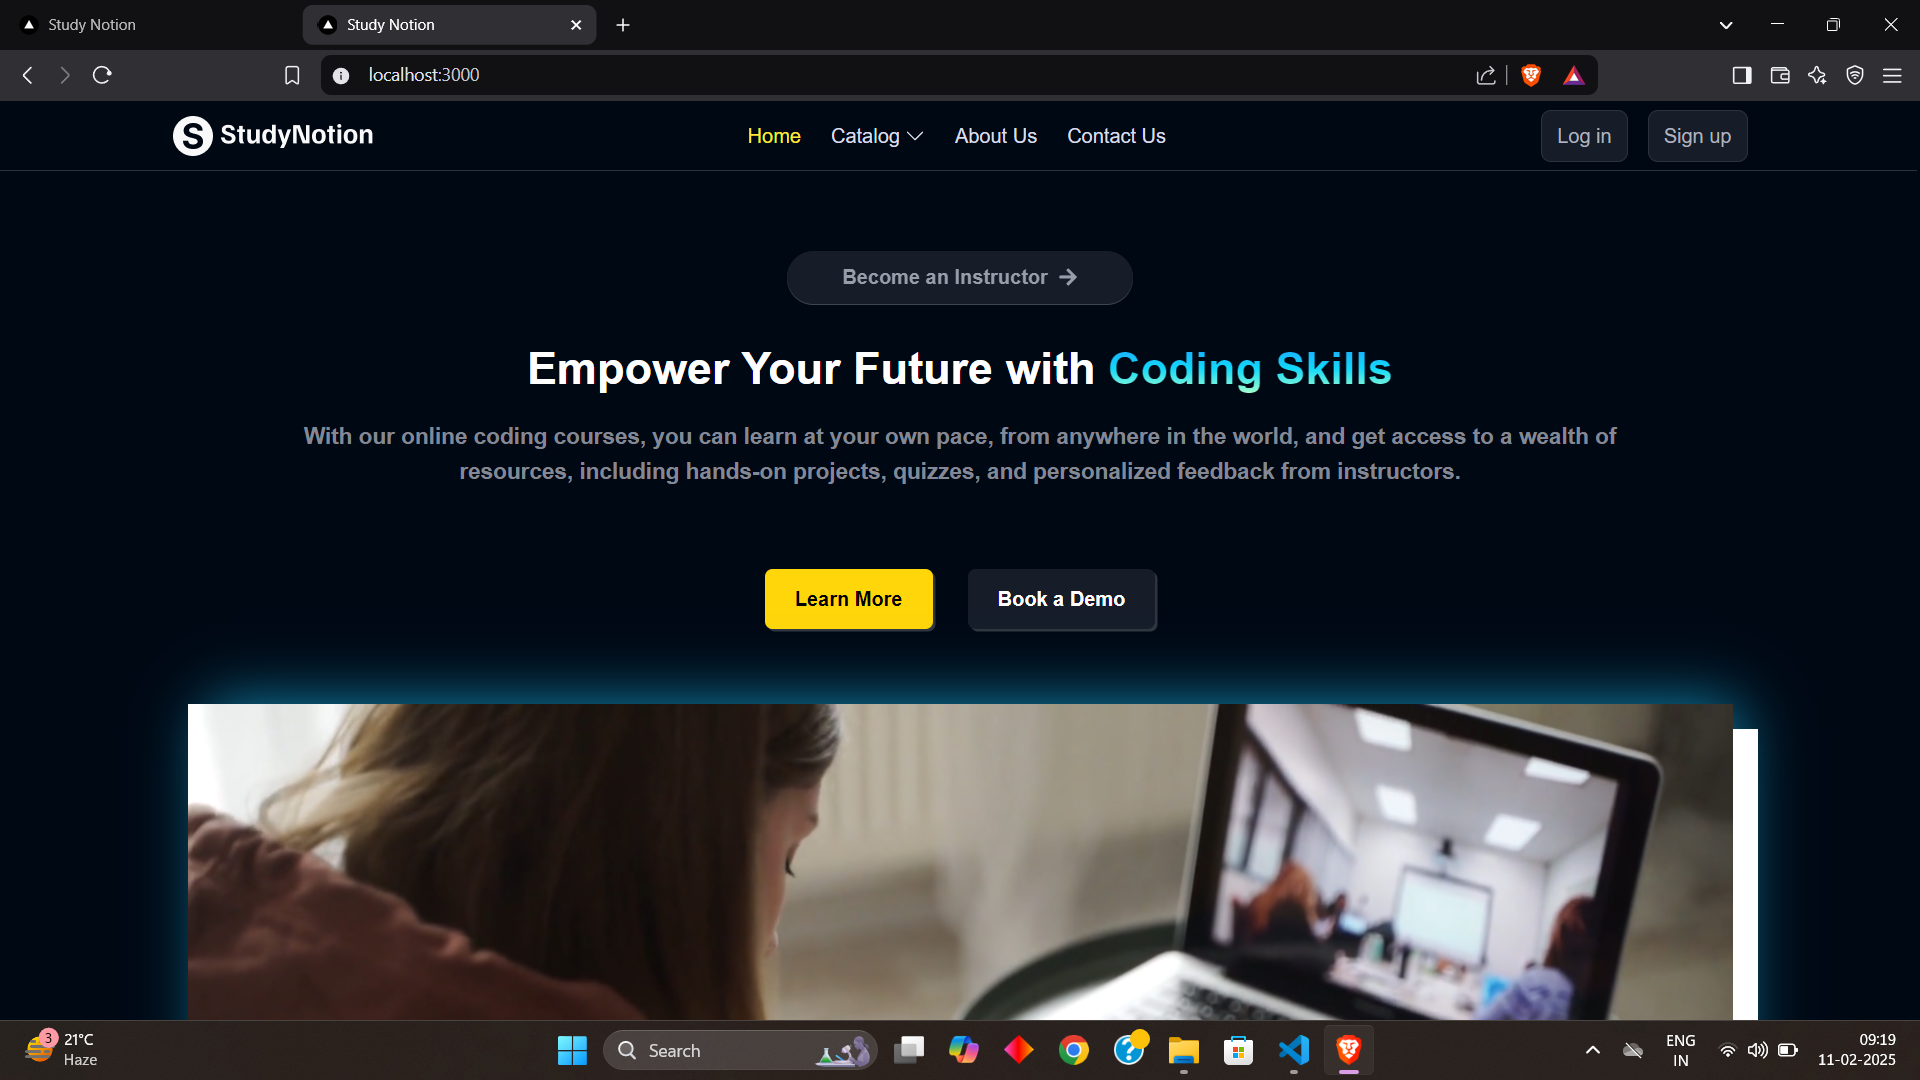 Study Notion
Study Notion
localhost:3000
S StudyNotion
Home Catalog About Us Contact Us
Log in Sign up
Become an Instructor
Empower Your Future with Coding Skills
With our online coding courses, you can learn at your own pace, from anywhere in the world, and get access to a wealth of
resources, including hands-on projects, quizzes, and personalized feedback from instructors.
Learn More Book a Demo
3
21°C
Haze
Search
ENG
IN
09:19
11-02-2025